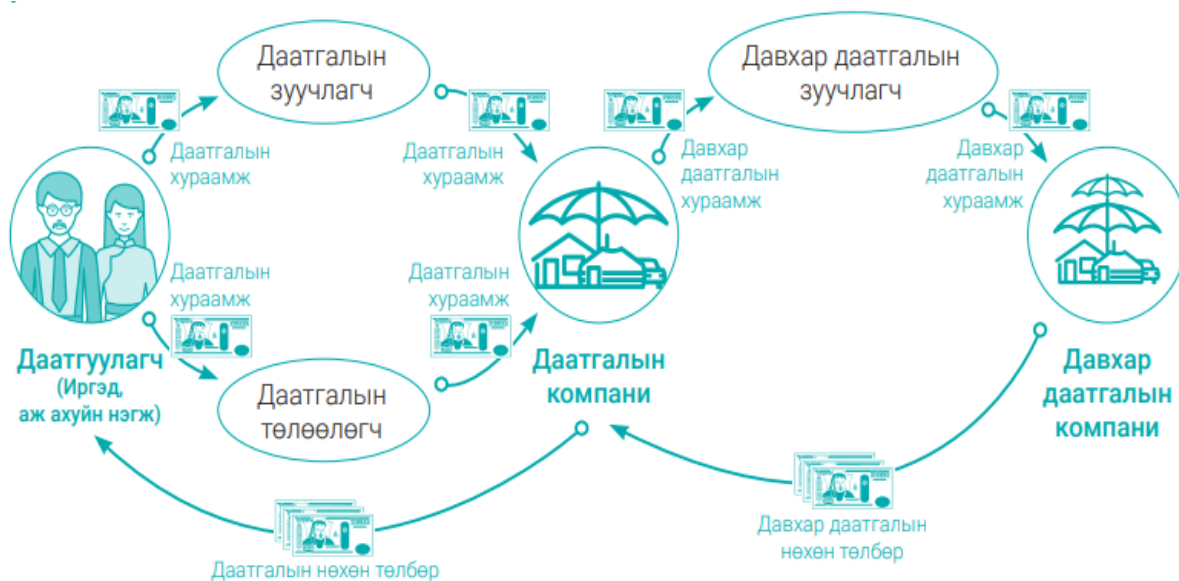 Даатгалын
зуучлагч
Давхар даатгалын
зуучлагч
Даатгалын
хураамж
Даатгалын
хураамж
Давхар
даатгалын
хураамж
Давхар
даатгалын
хураамж
Даатгалын
хураамж
Даатгалын
хураамж
Даатгуулагч
(Иргэд,
аж ахуйн нэгж)
Даатгалын
төлөөлөгч
Даатгалын
компани
Давхар
даатгалын
компани
Даатгалын нөхөн төлбөр
Давхар даатгалын
нөхөн төлбөр